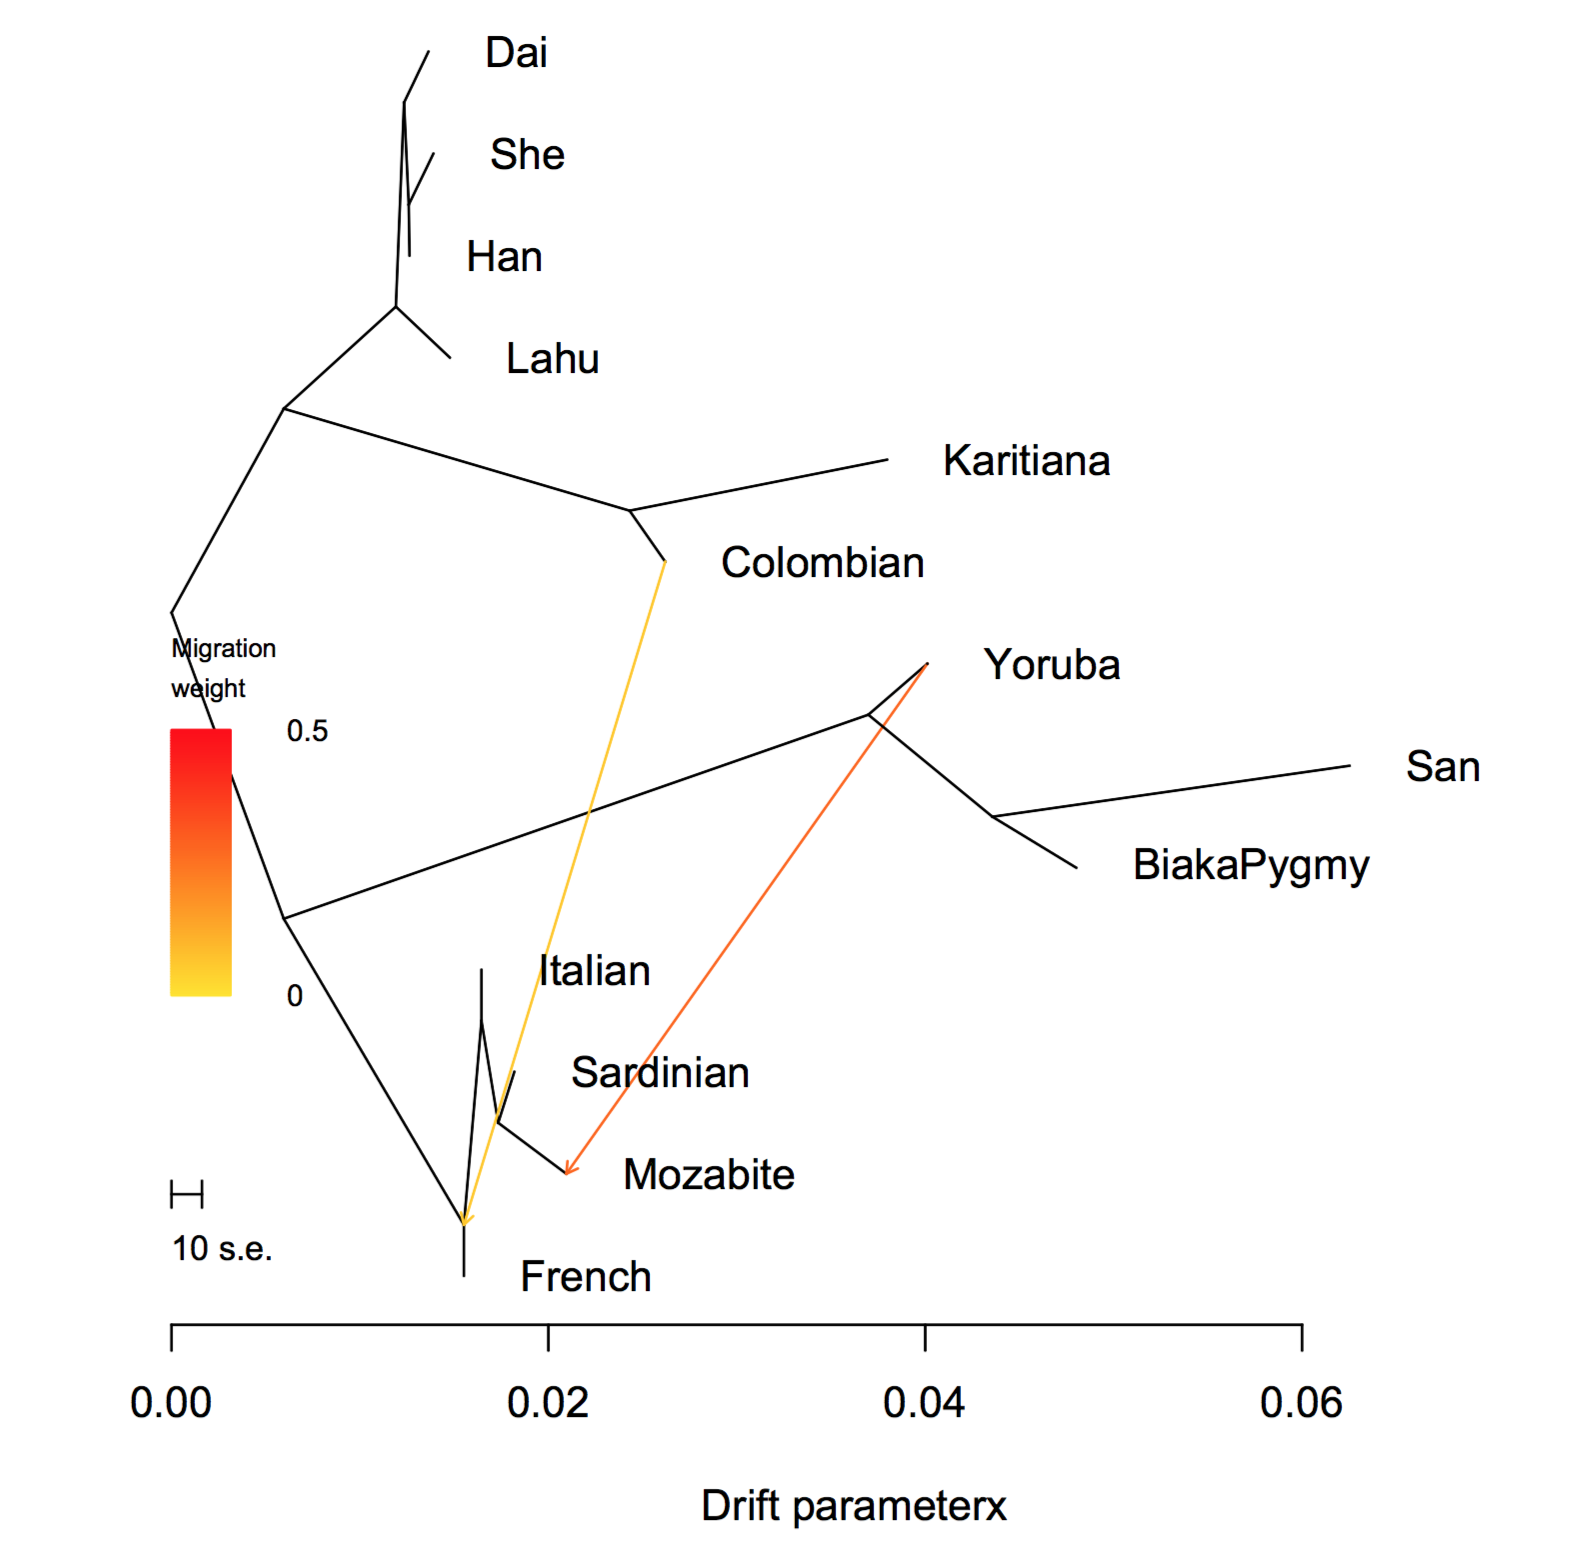 Dai
She
Han
Lahu
Karitiana
Colombian
Migration
weight
Yoruba
0.5
San
BiakaPygmy
Italian
0
Sardinian
Mozabite
10 s.e.
French
0.00 0.02 0.04 0.06
Drift parameterx